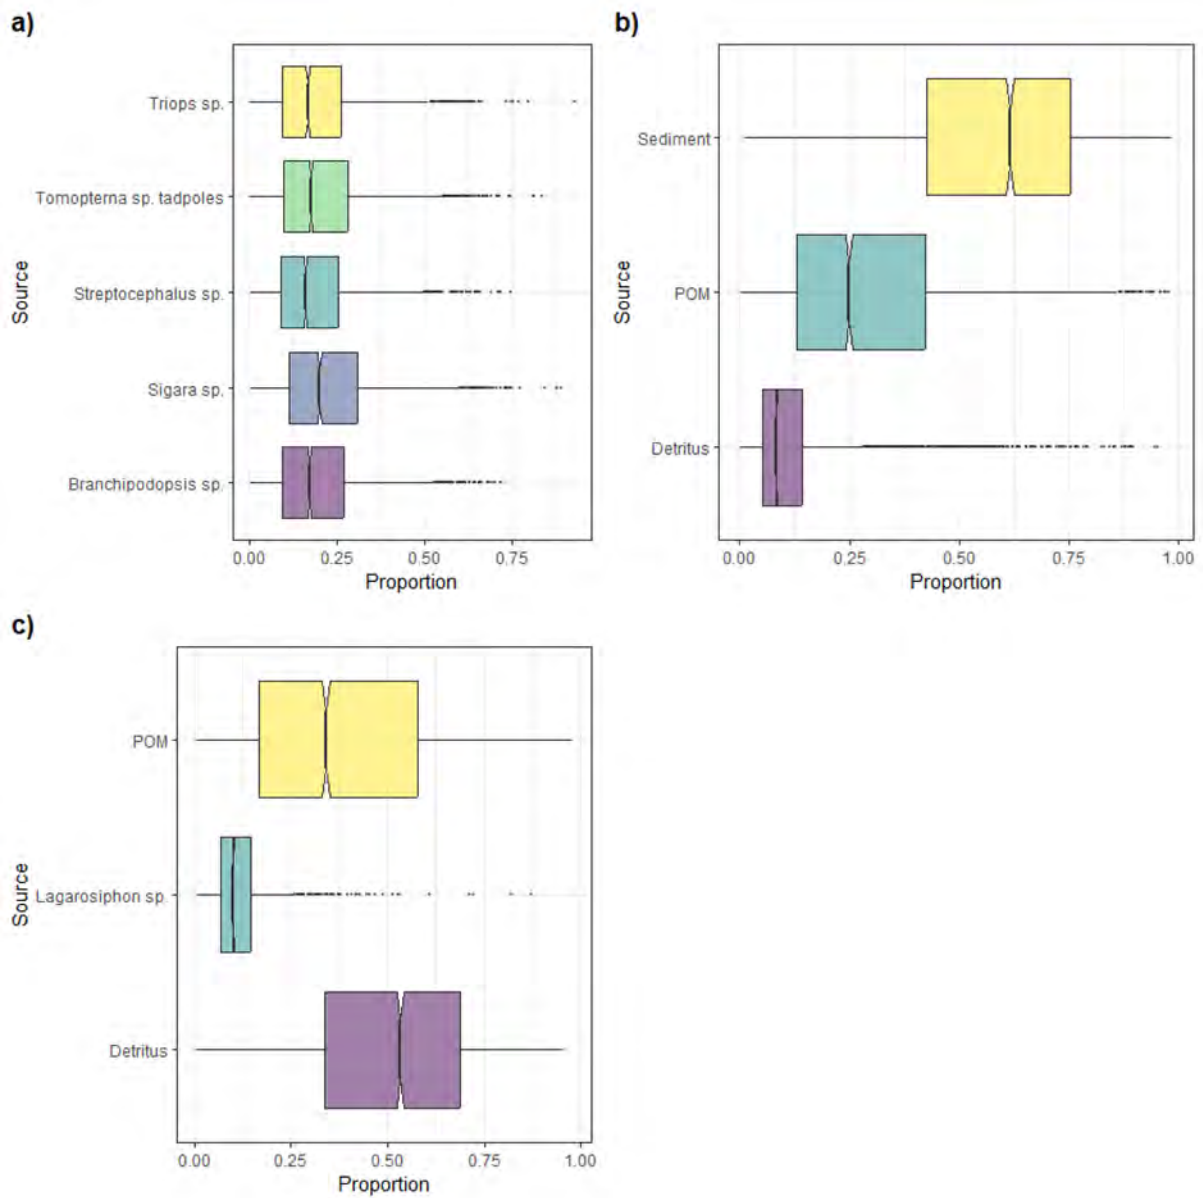 a)
Source
Triops sp.
Tomopterna sp. tadpoles
Streptocephalus sp.
Sigara sp.
Branchipodopsis sp.
0.00 0.25 0.50 0.75
Proportion
b)
Source
Sediment
POM
Detritus
0.00 0.25 0.50 0.75 1.00
Proportion
c)
Source
POM
Lagarosiphon sp.
Detritus
0.00 0.25 0.50 0.75 1.00
Proportion